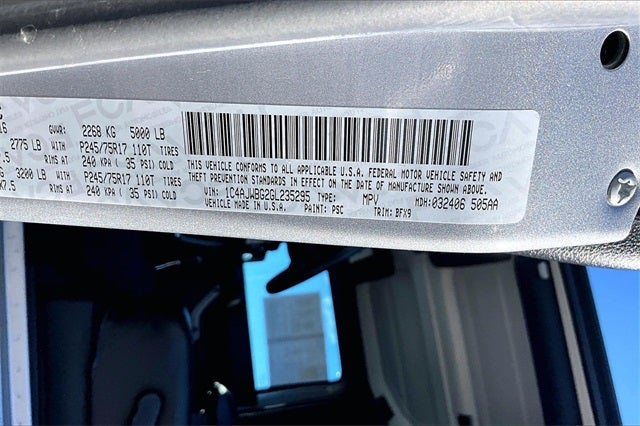 C
16 GVWR: 2268 KG 5000 LB
2775 LB WITH P245/75R17 110T TIRES
7.5 RIMS AT 240 KPA ( 35 PSI) COLD
G 3200 LB WITH P245/75R17 110T TIRES
X7.5 RIMS AT 240 KPA ( 35 PSI) COLD
THIS VEHICLE CONFORMS TO ALL APPLICABLE U.S.A. FEDERAL MOTOR VEHICLE SAFETY
AND THEFT PREVENTION STANDARDS IN EFFECT ON THE DATE OF MANUFACTURE SHOWN ABOVE.
VIN: 1C4AJWBG2GL235295 TYPE: MPV MDH:032406 505AA
VEHICLE MADE IN U.S.A. PAINT: PSC TRIM: BFX9